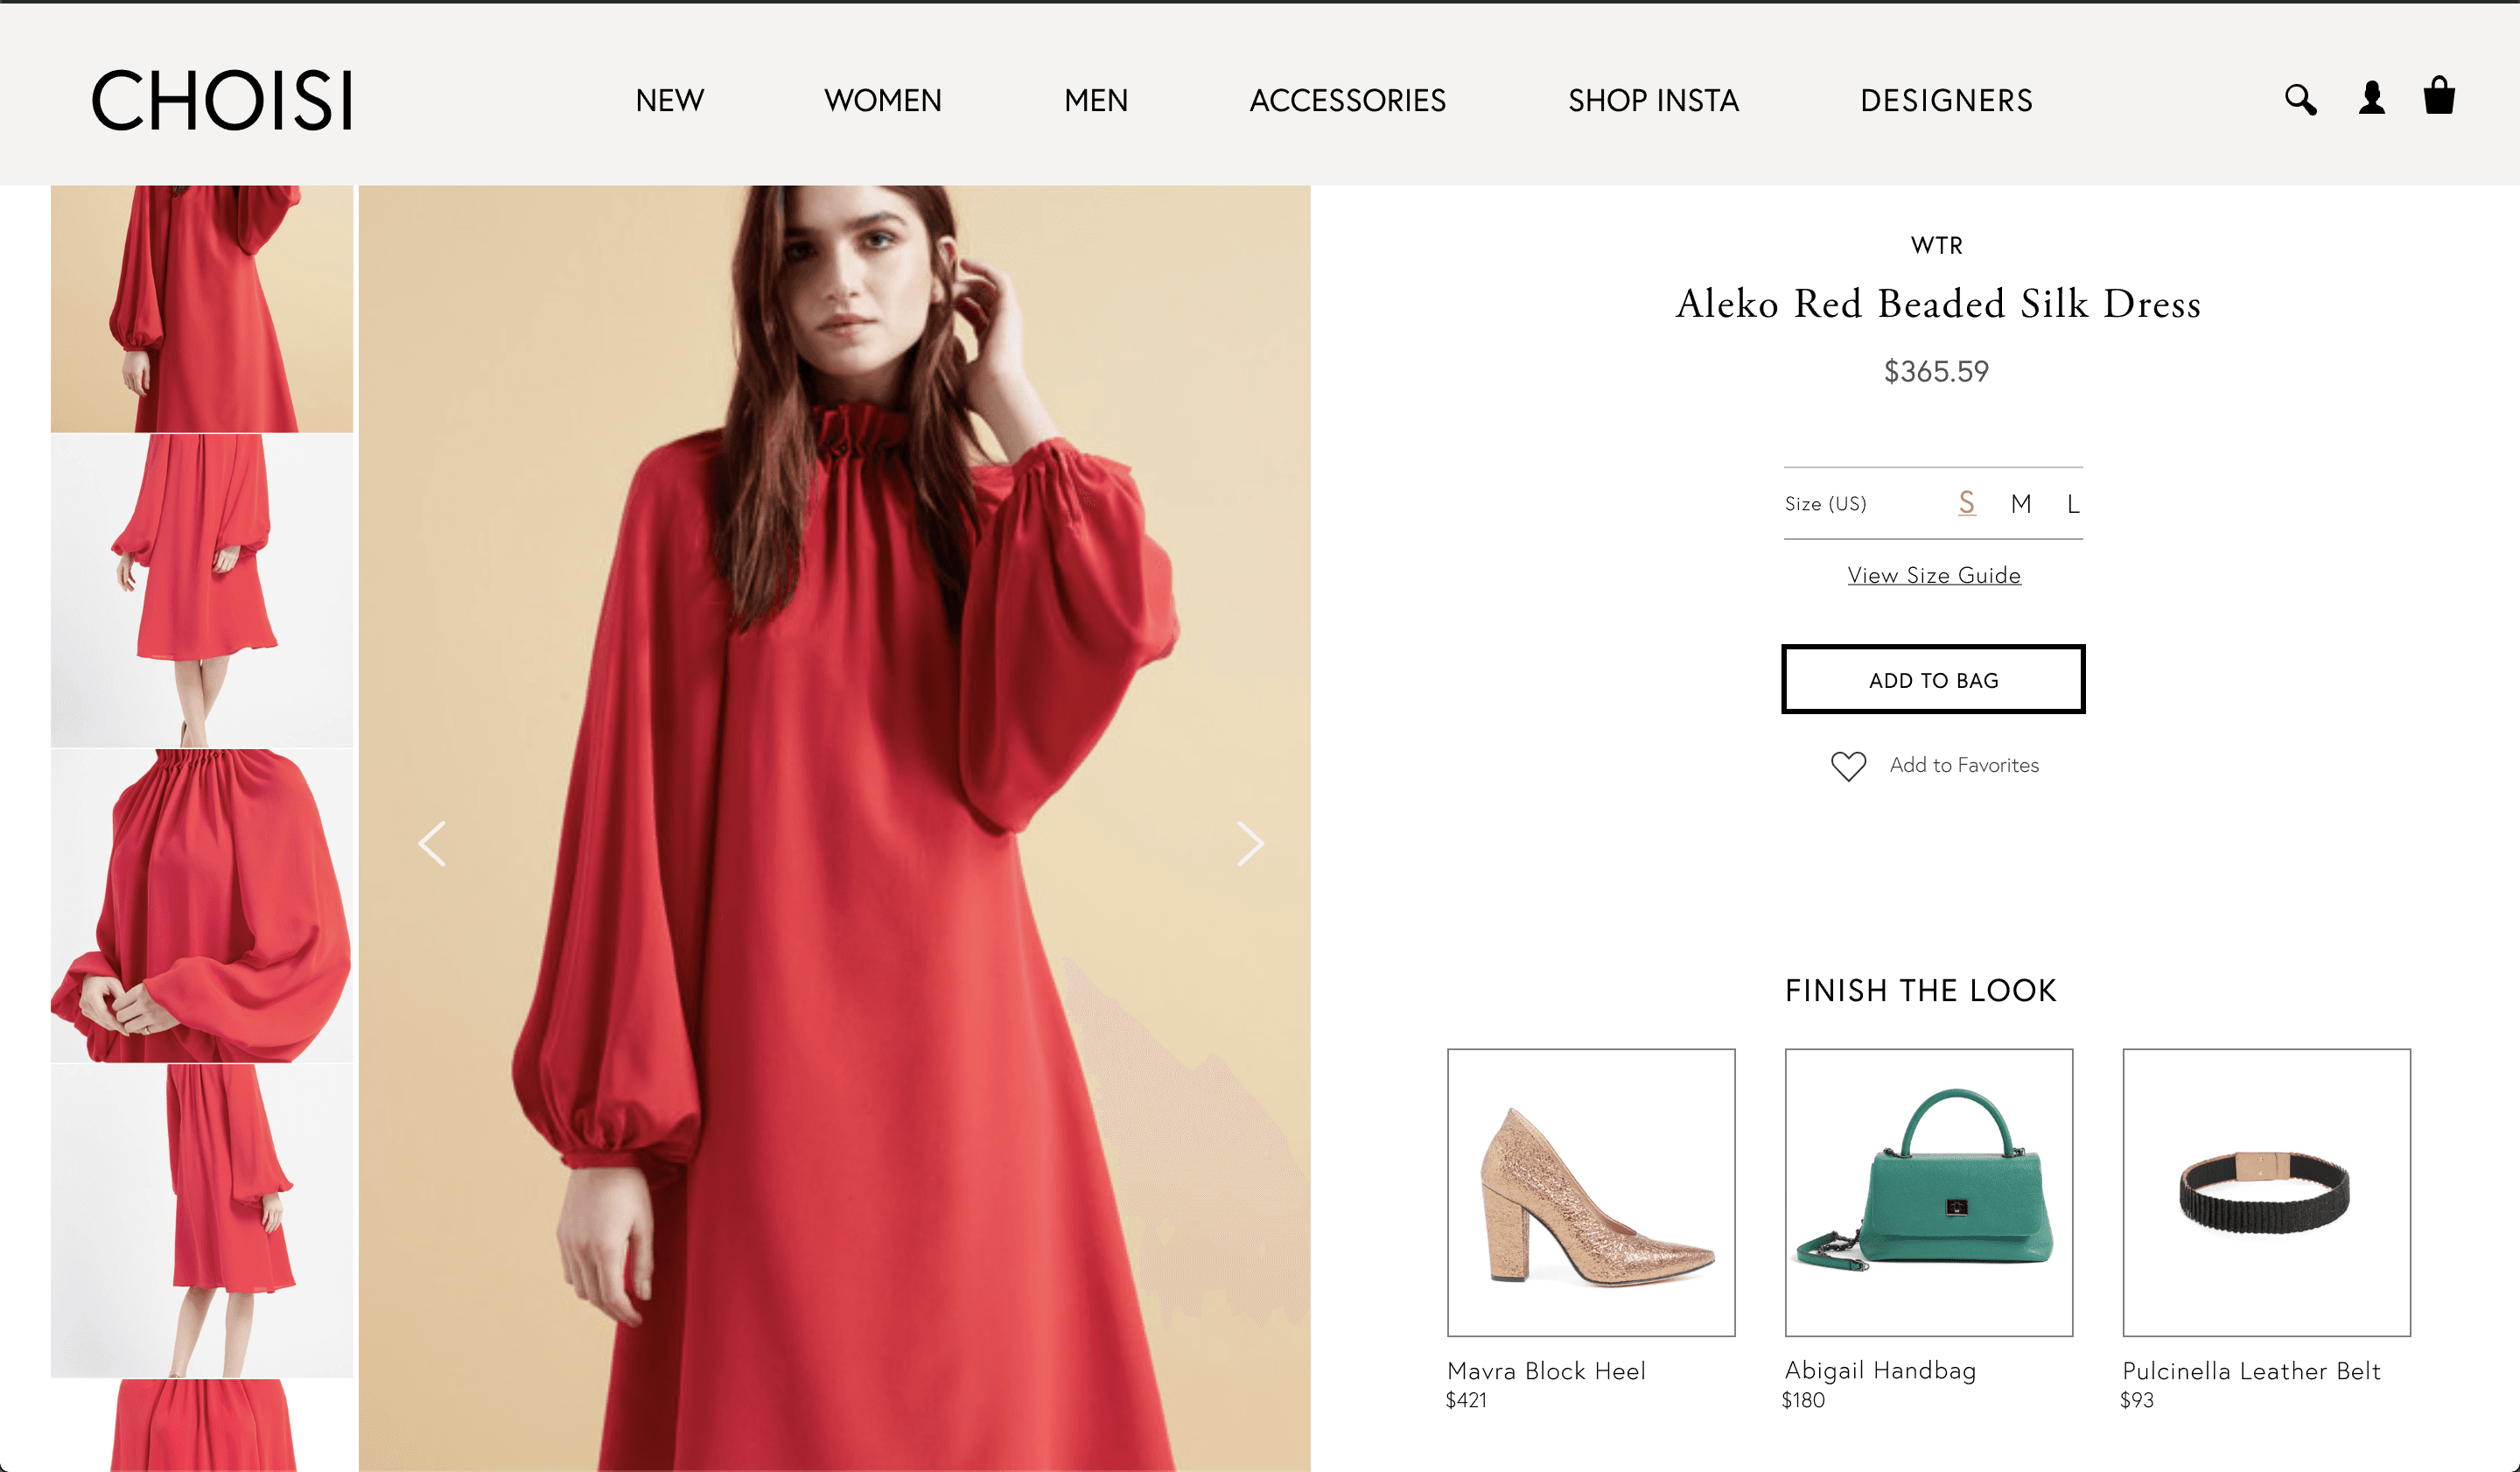 CHOISI
NEW WOMEN MEN ACCESSORIES SHOP INSTA DESIGNERS
WTR
Aleko Red Beaded Silk Dress
$365.59
Size (US) S M L
View Size Guide
ADD TO BAG
Add to Favorites
FINISH THE LOOK
Mavra Block Heel
$421
Abigail Handbag
$180
Pulcinella Leather Belt
$93